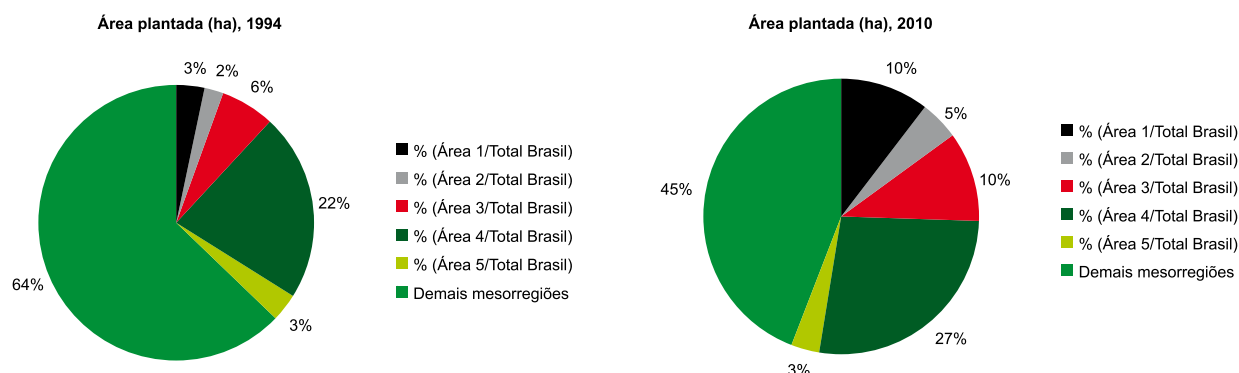 Área plantada (ha), 1994
3%
2%
6%
22%
3%
64%
% (Área 1/Total Brasil)
% (Área 2/Total Brasil)
% (Área 3/Total Brasil)
% (Área 4/Total Brasil)
% (Área 5/Total Brasil)
Demais mesorregiões
Área plantada (ha), 2010
10%
5%
10%
27%
3%
45%
% (Área 1/Total Brasil)
% (Área 2/Total Brasil)
% (Área 3/Total Brasil)
% (Área 4/Total Brasil)
% (Área 5/Total Brasil)
Demais mesorregiões